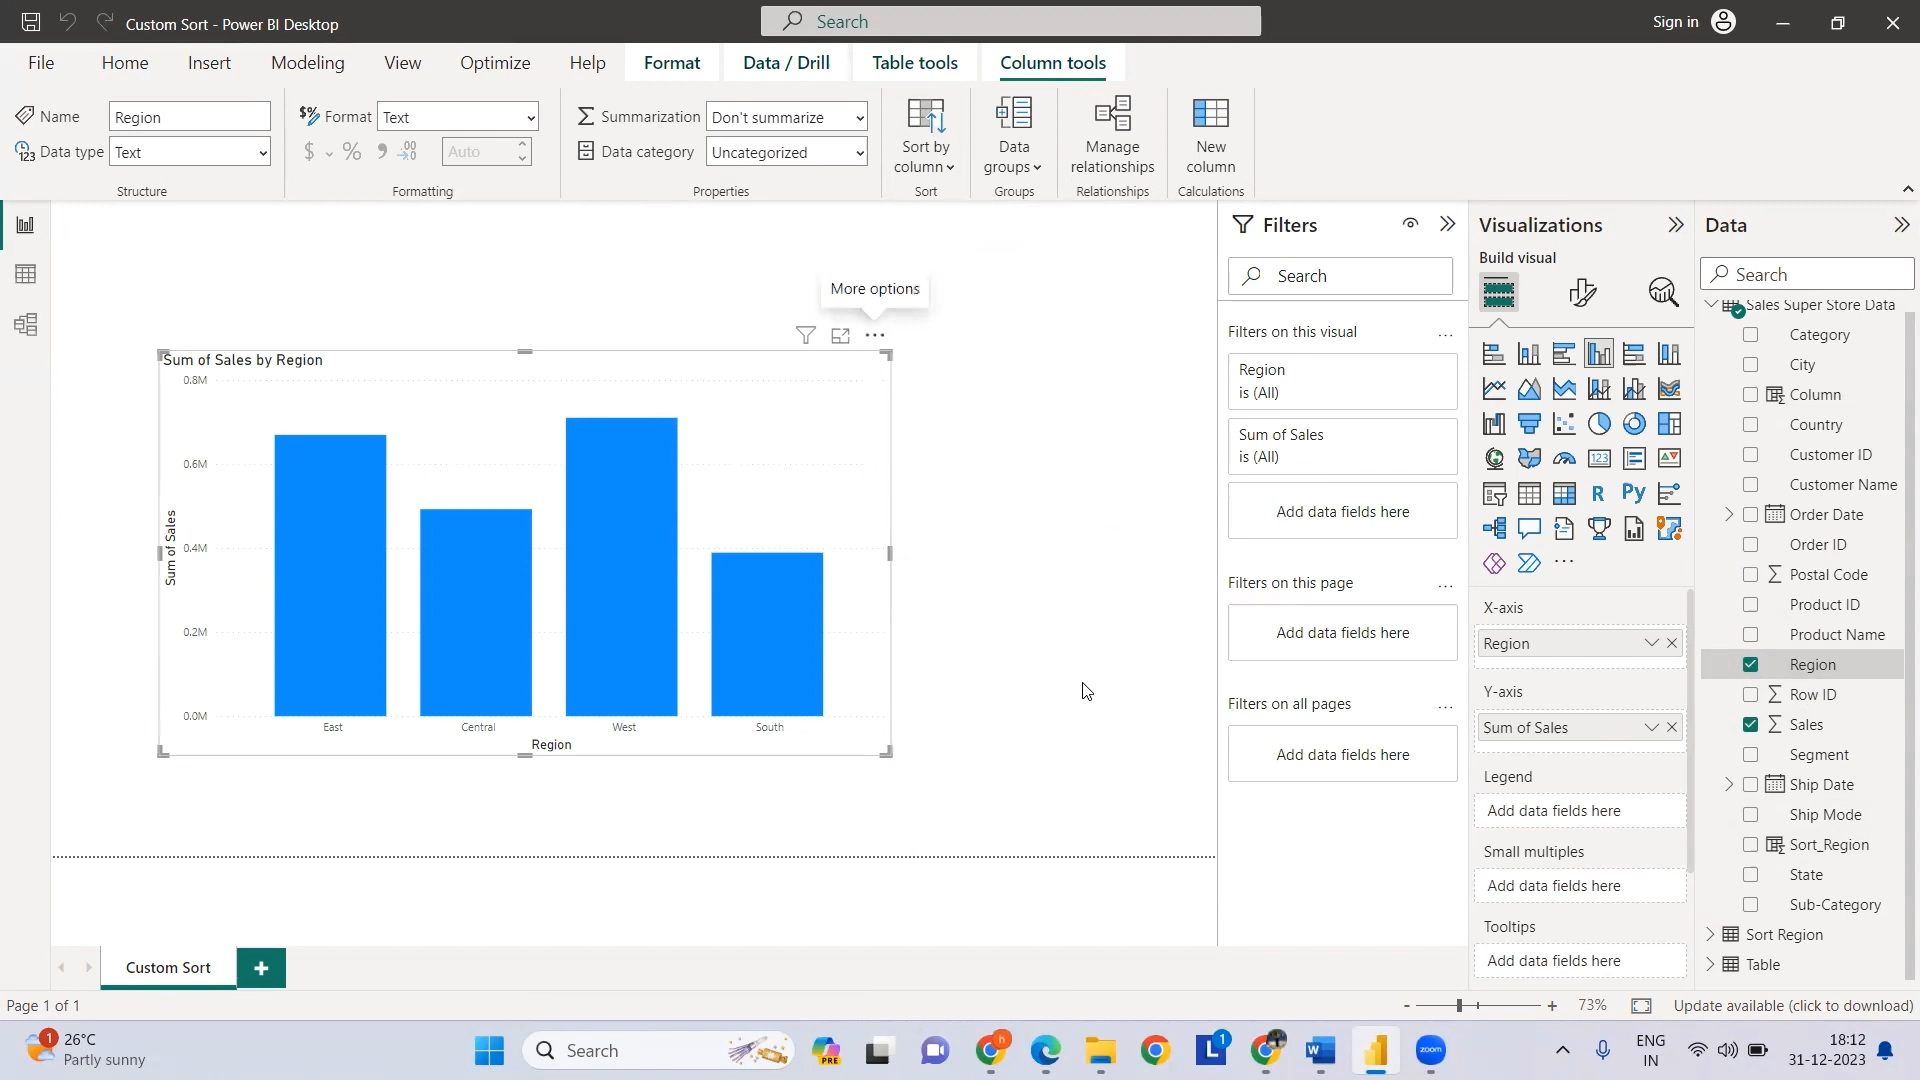 Custom Sort - Power BI Desktop
Search
Sign in
File
Home
Insert
Modeling
View
Optimize
Help
Format
Data / Drill
Table tools
Column tools
Name
Region
Data type
Text
Structure
Format
Text
$ % 9 .00
Auto
Formatting
Summarization
Don't summarize
Data category
Uncategorized
Properties
Sort by
column
Sort
Data
groups
Groups
Manage
relationships
Relationships
New
column
Calculations
More options
Sum of Sales by Region
0.8M
0.6M
0.4M
0.2M
0.0M
Sum of Sales
East
Central
West
South
Region
Filters
Search
Filters on this visual
Region
is (All)
Sum of Sales
is (All)
Add data fields here
Filters on this page
Add data fields here
Filters on all pages
Add data fields here
Visualizations
Build visual
123
R
Py
X-axis
Region
Y-axis
Sum of Sales
Legend
Add data fields here
Small multiples
Add data fields here
Tooltips
Add data fields here
Data
Search
Sales Super Store Data
Category
City
Column
Country
Customer ID
Customer Name
Order Date
Order ID
Postal Code
Product ID
Product Name
Region
Row ID
Sales
Segment
Ship Date
Ship Mode
Sort_Region
State
Sub-Category
Sort Region
Table
Custom Sort
Page 1 of 1
- + 73%
Update available (click to download)
1
26°C
Partly sunny
Search
PRE
h
L
1
W
zoom
ENG
IN
18:12
31-12-2023